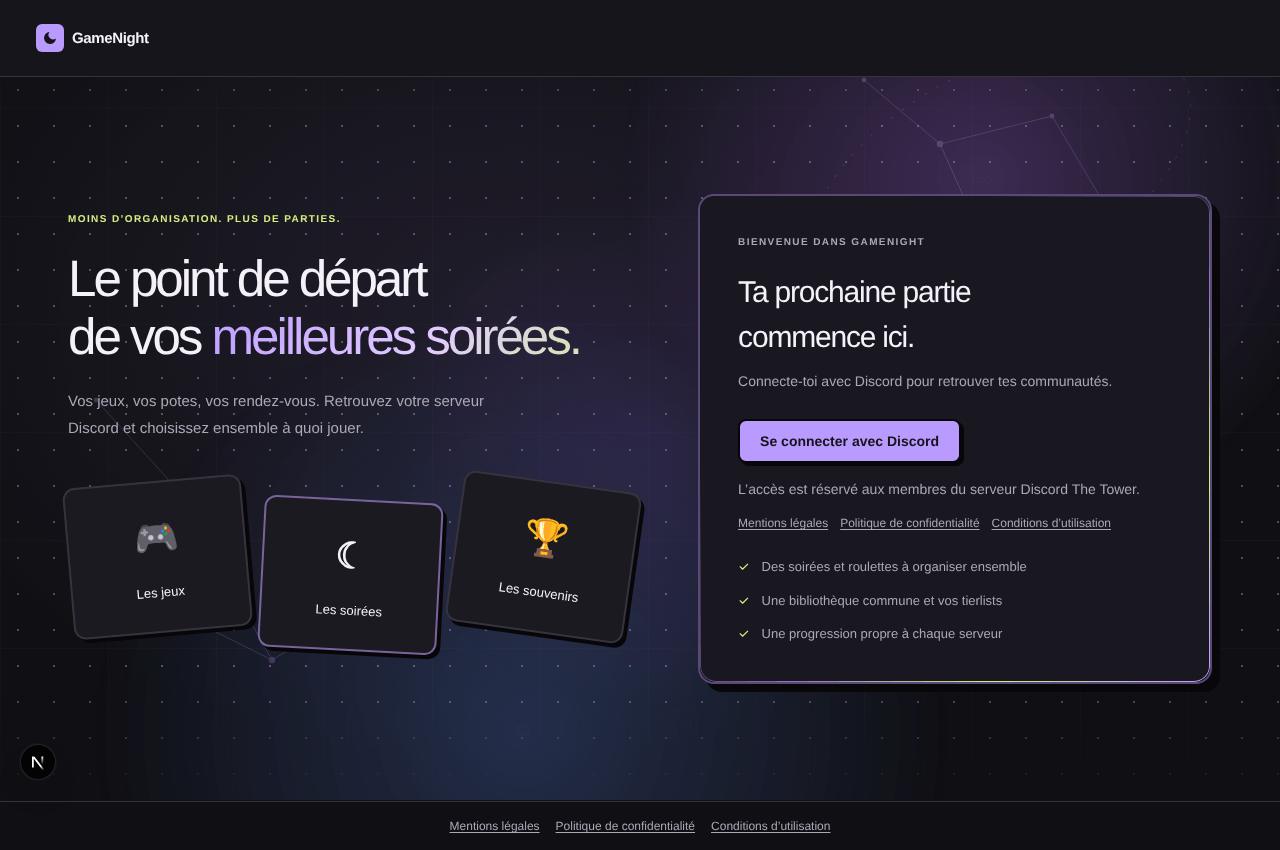 GameNight
MOINS D'ORGANISATION. PLUS DE PARTIES.
Le point de départ
de vos meilleures soirées.
Vos jeux, vos potes, vos rendez-vous. Retrouvez votre serveur
Discord et choisissez ensemble à quoi jouer.
Les jeux
Les soirées
Les souvenirs
BIENVENUE DANS GAMENIGHT
Ta prochaine partie
commence ici.
Connecte-toi avec Discord pour retrouver tes communautés.
Se connecter avec Discord
L'accès est réservé aux membres du serveur Discord The Tower.
Mentions légales Politique de confidentialité Conditions d'utilisation
Des soirées et roulettes à organiser ensemble
Une bibliothèque commune et vos tierlists
Une progression propre à chaque serveur
N
Mentions légales Politique de confidentialité Conditions d'utilisation